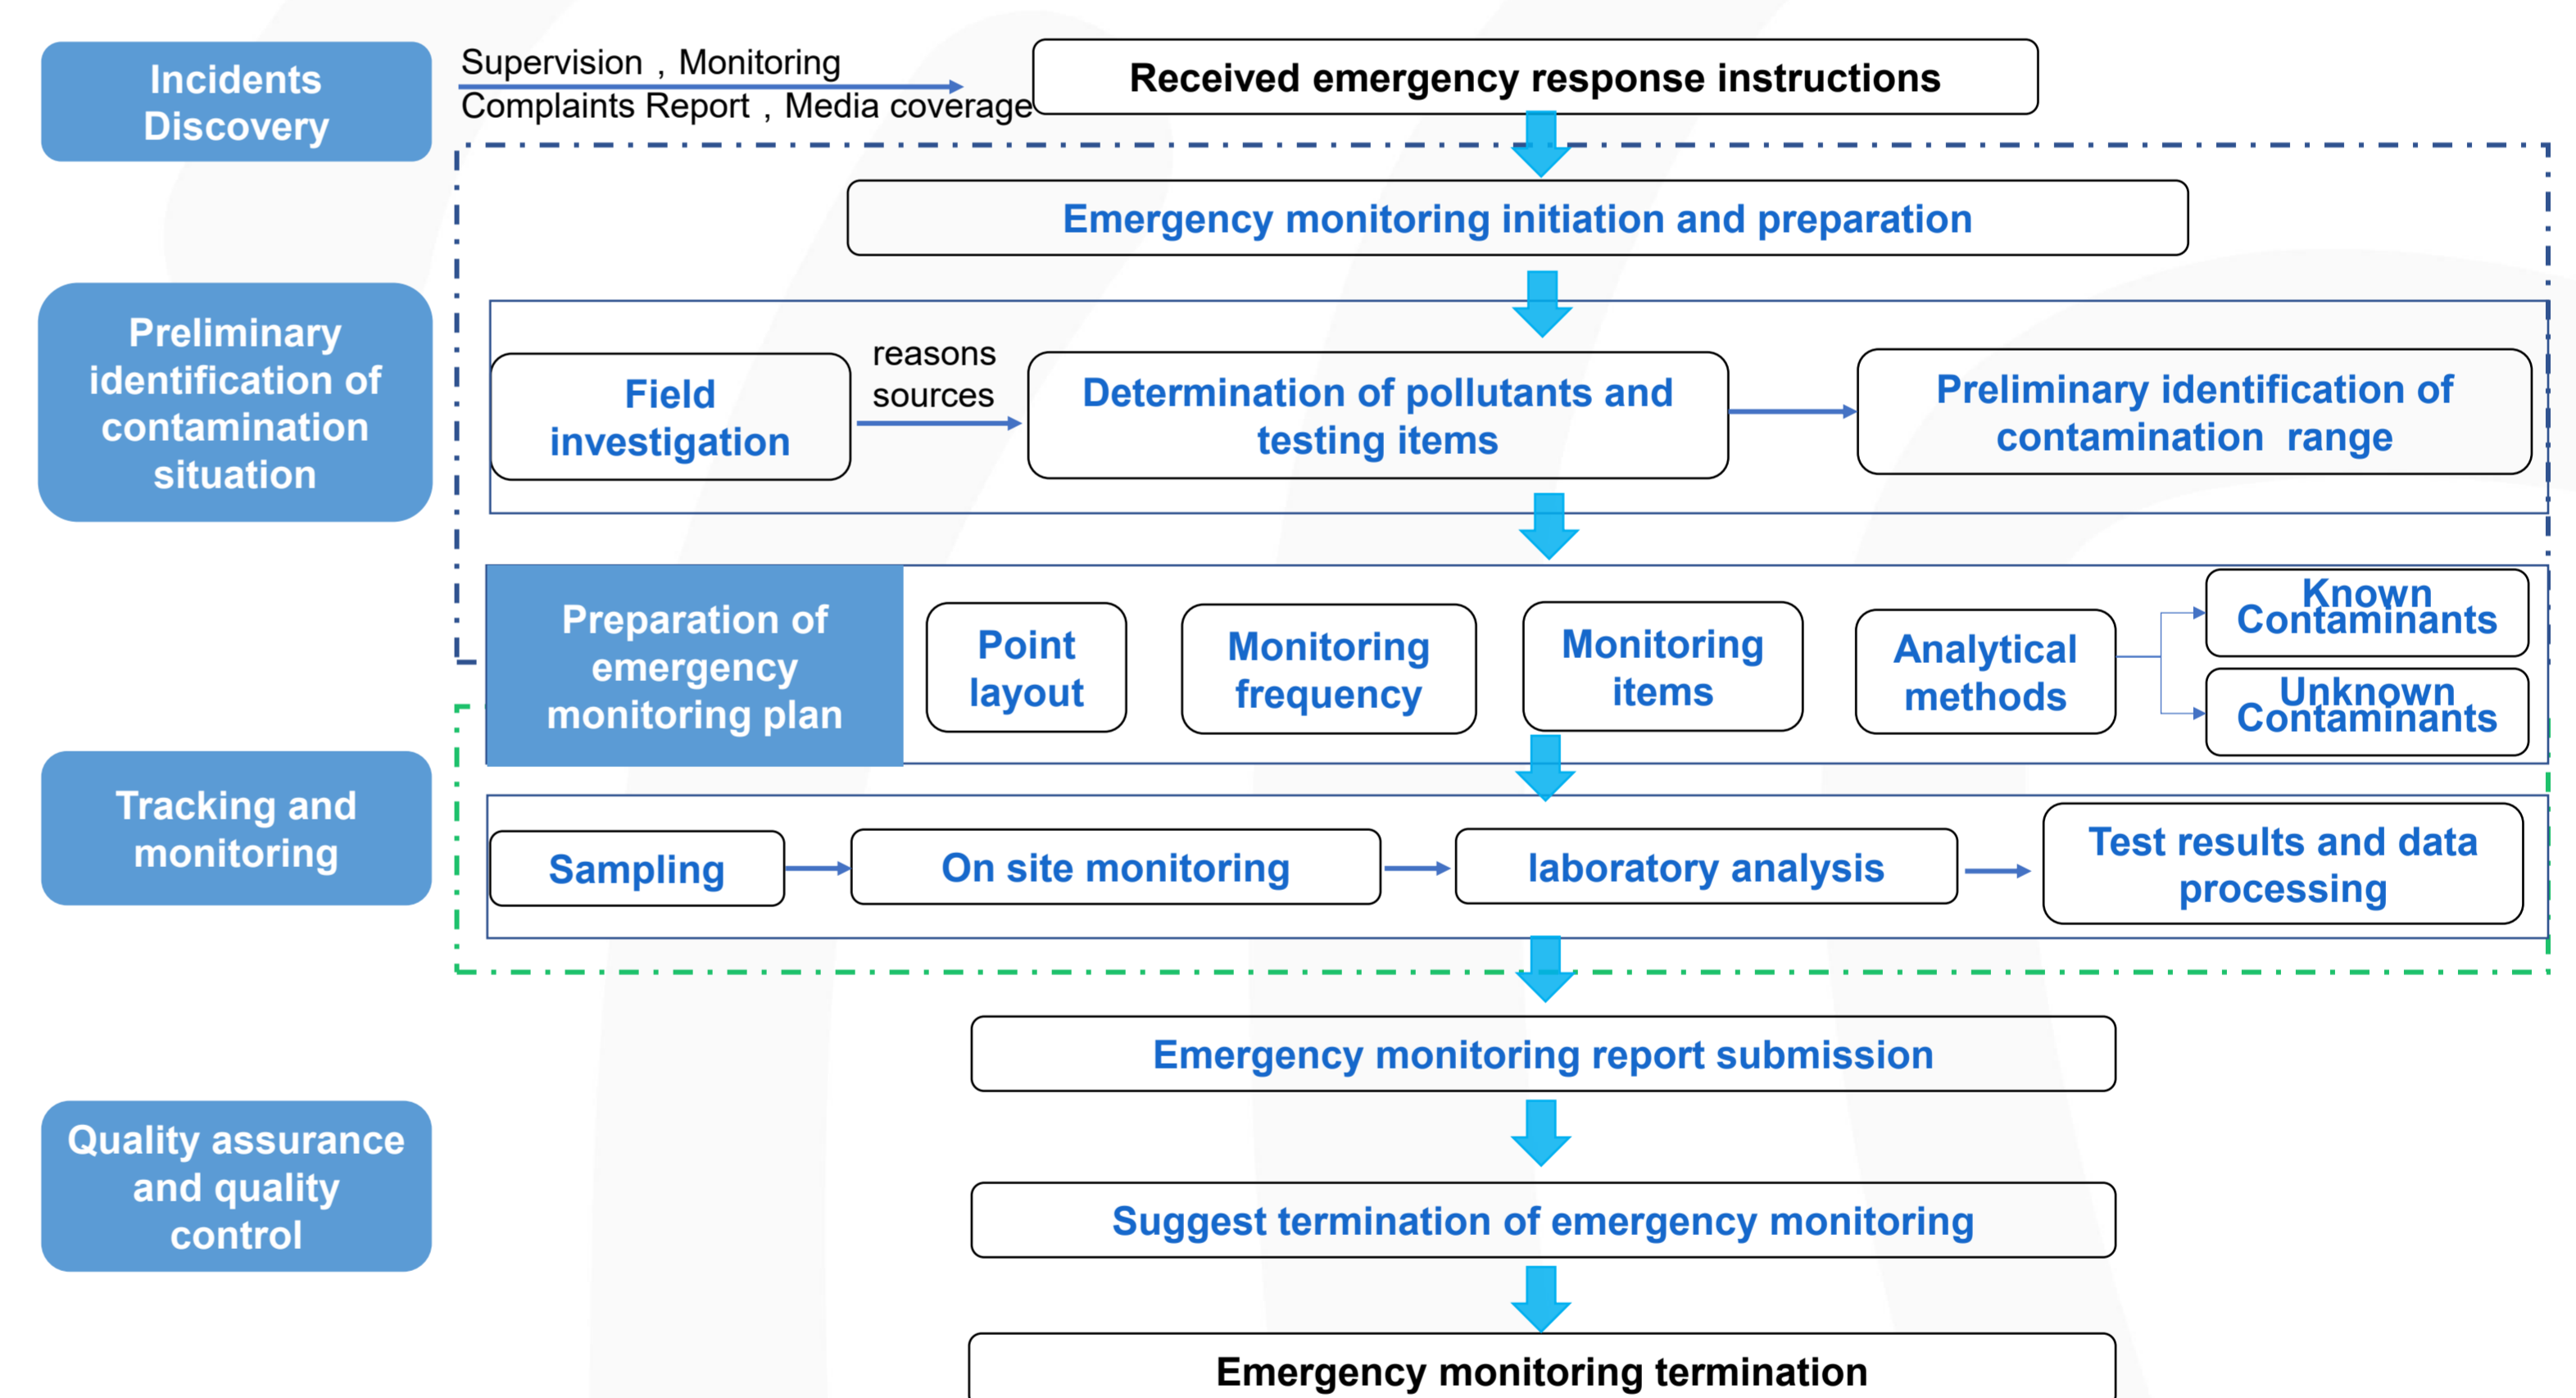 Incidents
Discovery
Supervision , Monitoring
Complaints Report , Media coverage
Received emergency response instructions
Emergency monitoring initiation and preparation
Preliminary
identification of
contamination
situation
Field
investigation
reasons
sources
Determination of pollutants and
testing items
Preliminary identification of
contamination range
Preparation of
emergency
monitoring plan
Point
layout
Monitoring
frequency
Monitoring
items
Analytical
methods
Known
Contaminants
Unknown
Contaminants
Tracking and
monitoring
Sampling
On site monitoring
laboratory analysis
Test results and data
processing
Emergency monitoring report submission
Quality assurance
and quality
control
Suggest termination of emergency monitoring
Emergency monitoring termination